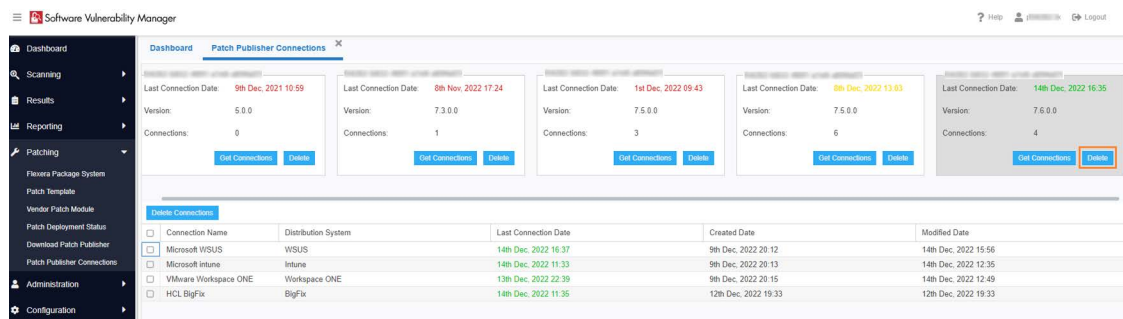 Software Vulnerability Manager
Help
Logout
Dashboard
Scanning
Results
Reporting
Patching
Flexera Package System
Patch Template
Vendor Patch Module
Patch Deployment Status
Download Patch Publisher
Patch Publisher Connections
Administration
Configuration
Dashboard Patch Publisher Connections
Last Connection Date: 9th Dec, 2021 10:59
Version: 5.0.0
Connections: 0
Get Connections Delete
Last Connection Date: 8th Nov, 2022 17:24
Version: 7.3.0.0
Connections: 1
Get Connections Delete
Last Connection Date: 1st Dec, 2022 09:43
Version: 7.5.0.0
Connections: 3
Get Connections Delete
Last Connection Date: 8th Dec, 2022 13:03
Version: 7.5.0.0
Connections: 6
Get Connections Delete
Last Connection Date: 14th Dec, 2022 16:35
Version: 7.6.0.0
Connections: 4
Get Connections Delete
Delete Connections
Connection Name Distribution System Last Connection Date Created Date Modified Date
Microsoft WSUS WSUS 14th Dec, 2022 16:37 9th Dec, 2022 20:12 14th Dec, 2022 15:56
Microsoft intune Intune 14th Dec, 2022 11:33 9th Dec, 2022 20:13 14th Dec, 2022 12:35
VMware Workspace ONE Workspace ONE 13th Dec, 2022 22:39 9th Dec, 2022 20:15 14th Dec, 2022 12:49
HCL BigFix BigFix 14th Dec, 2022 11:35 12th Dec, 2022 19:33 12th Dec, 2022 19:33